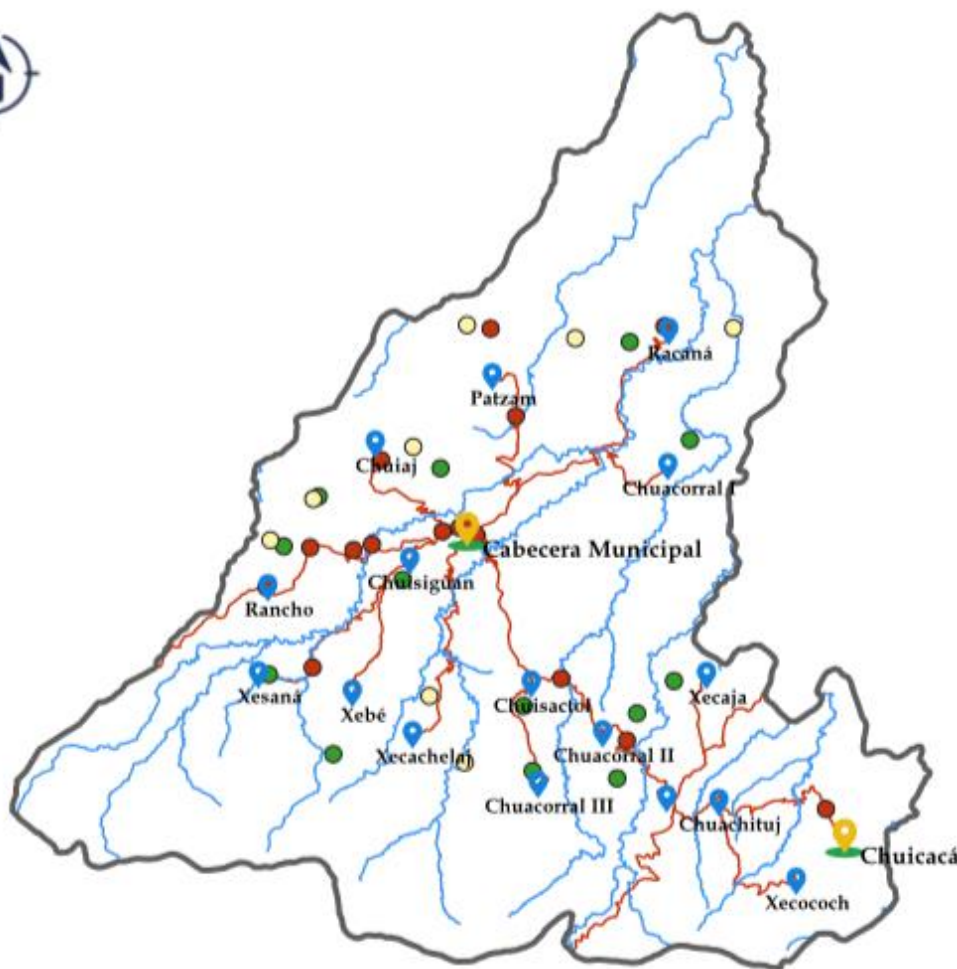 Racaná
Patzam
Chuiaj
Chuacorral I
Cabecera Municipal
Chuisiguan
Rancho
Xesaná
Xebé
Chuisactol
Xecaja
Xecachelaj
Chuacorral II
Chuacorral III
Chuachituj
Chuicacá
Xecococh